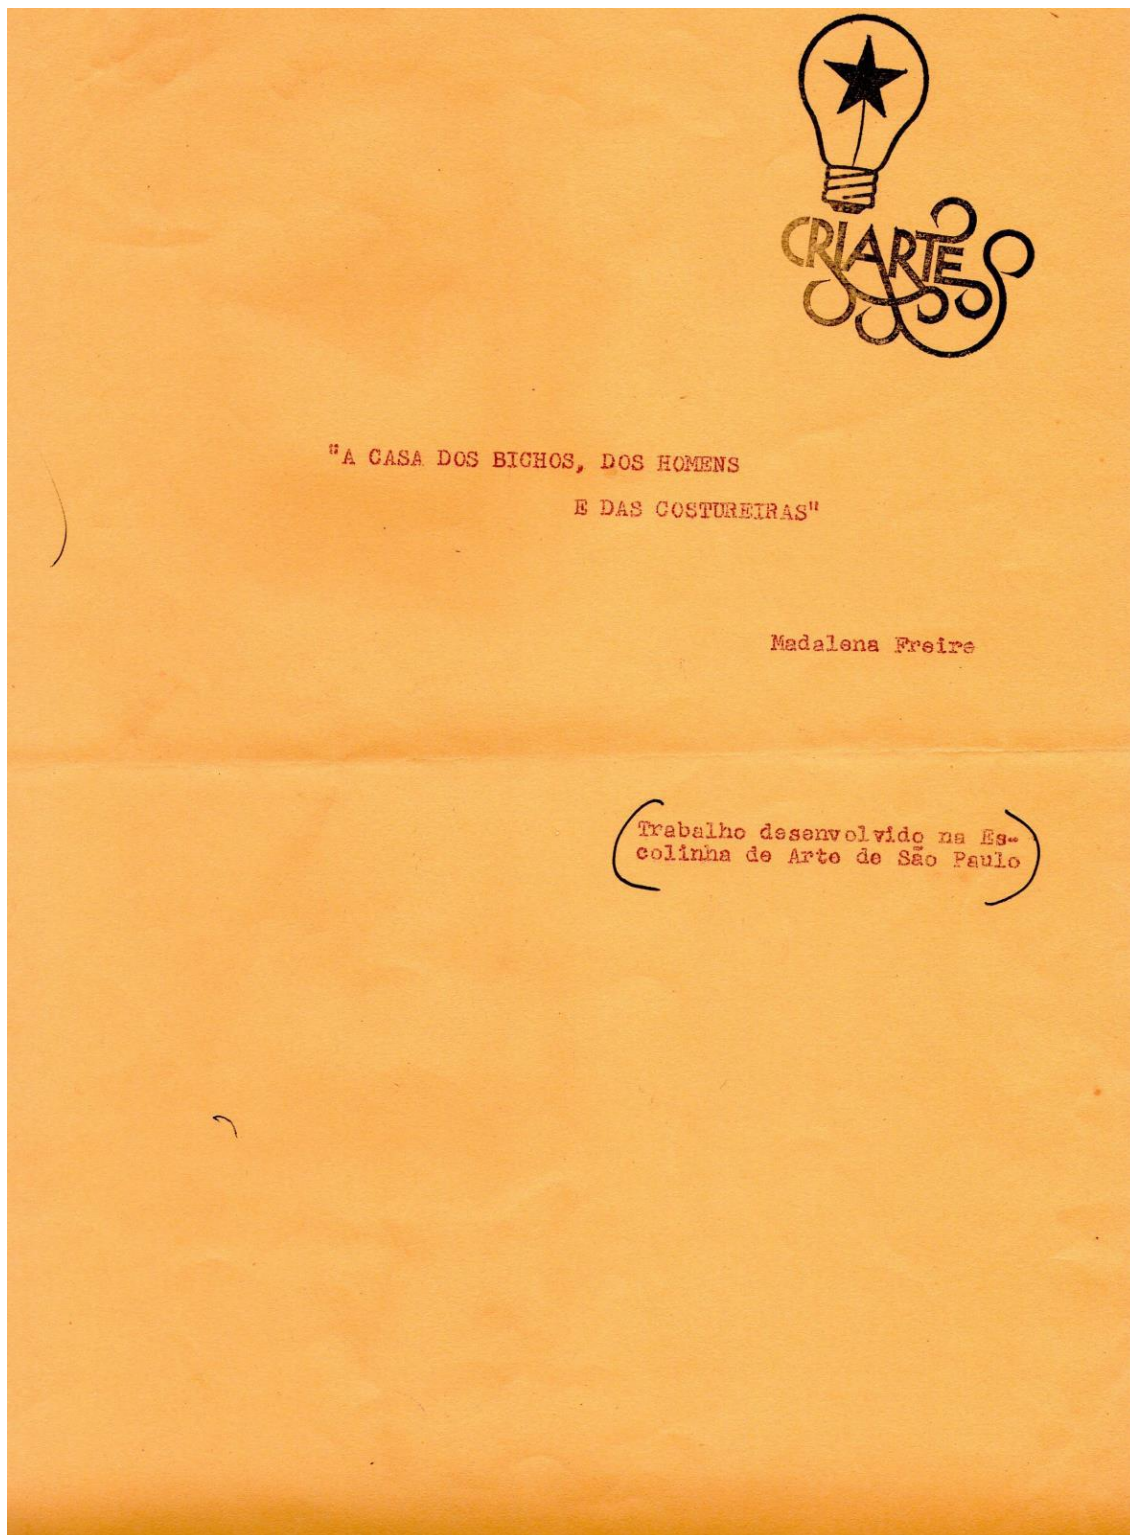 CRIARTE
"A CASA DOS BICHOS, DOS HOMENS
E DAS COSTUREIRAS"
Madalena Freire
(Trabalho desenvolvido na Es-
colinha de Arte de São Paulo)